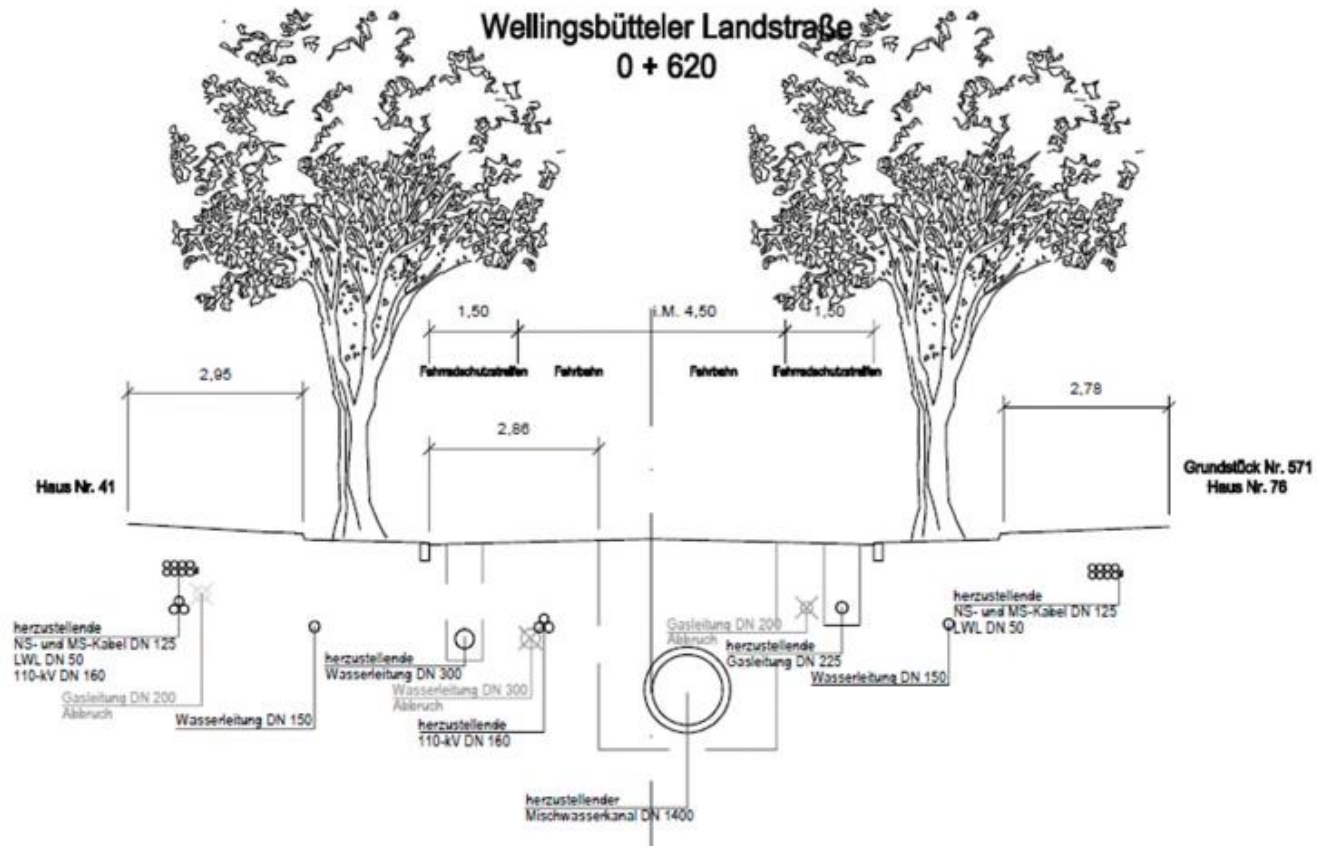 Wellingsbütteler Landstraße
0 + 620
1,50
i.M. 4,50
1,50
Fahrradschutzstreifen
Fahrbahn
Fahrbahn
Fahrradschutzstreifen
2,95
2,78
2,86
Haus Nr. 41
Grundstück Nr. 571
Haus Nr. 76
herzustellende
NS- und MS-Kabel DN 125
LWL DN 50
110-kV DN 160
Gasleitung DN 200
Abbruch
Wasserleitung DN 150
herzustellende
Wasserleitung DN 300
Wasserleitung DN 300
Abbruch
herzustellende
110-kV DN 160
herzustellender
Mischwasserkanal DN 1400
Gasleitung DN 200
Abbruch
herzustellende
Gasleitung DN 225
Wasserleitung DN 150
herzustellende
NS- und MS-Kabel DN 125
LWL DN 50